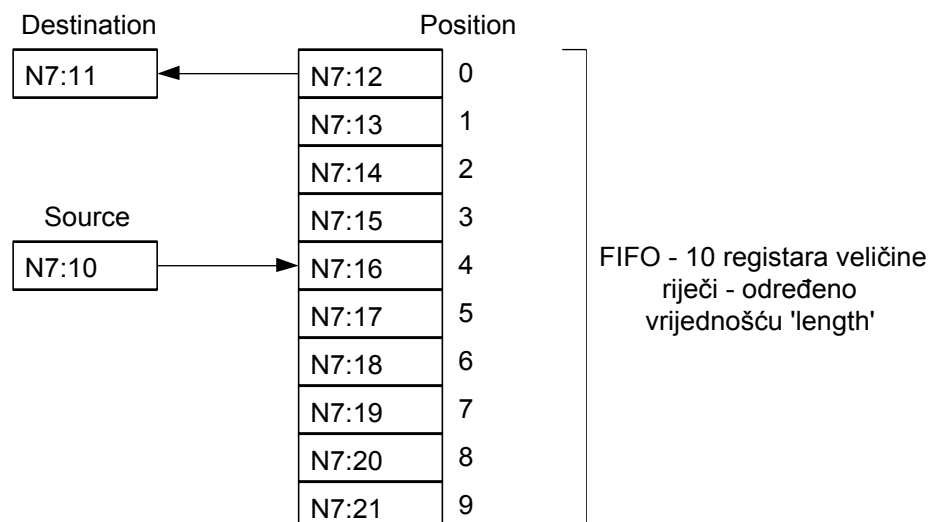 Destination
Position
N7:11
N7:12 0
N7:13 1
N7:14 2
Source
N7:15 3
N7:10
N7:16 4
N7:17 5
N7:18 6
N7:19 7
N7:20 8
N7:21 9
FIFO - 10 registara veličine
riječi - određeno
vrijednošću 'length'